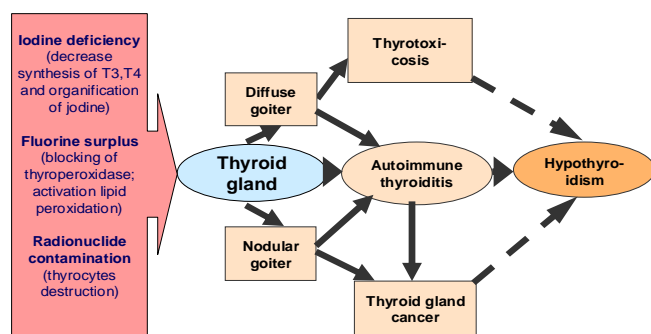 Iodine deficiency
(decrease
synthesis of T3,T4
and organification
of iodine)
Fluorine surplus
(blocking of
thyroperoxidase;
activation lipid
peroxidation)
Radionuclide
contamination
(thyrocytes
destruction)
Thyrotoxi-
cosis
Diffuse
goiter
Thyroid
gland
Autoimmune
thyroiditis
Hypothyro-
idism
Nodular
goiter
Thyroid gland
cancer